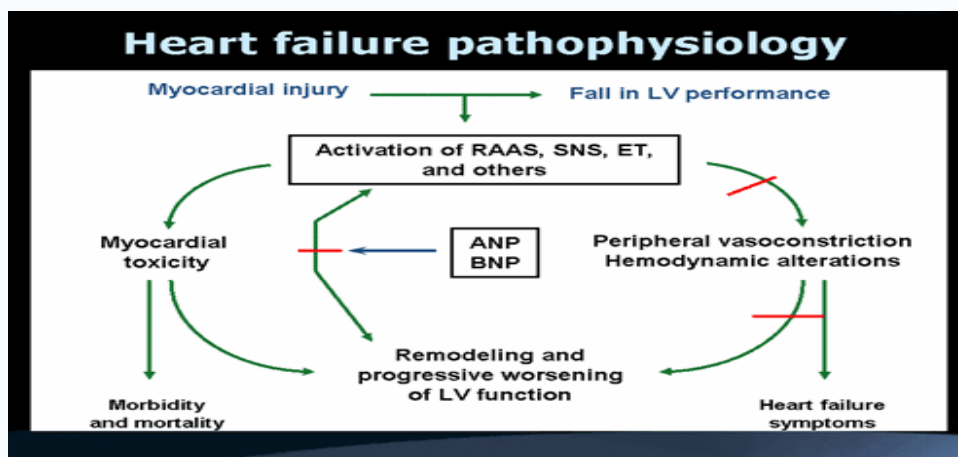 Heart failure pathophysiology
Myocardial injury
Fall in LV performance
Activation of RAAS, SNS, ET,
and others
Myocardial
toxicity
ANP
BNP
Peripheral vasoconstriction
Hemodynamic alterations
Remodeling and
progressive worsening
of LV function
Morbidity
and mortality
Heart failure
symptoms